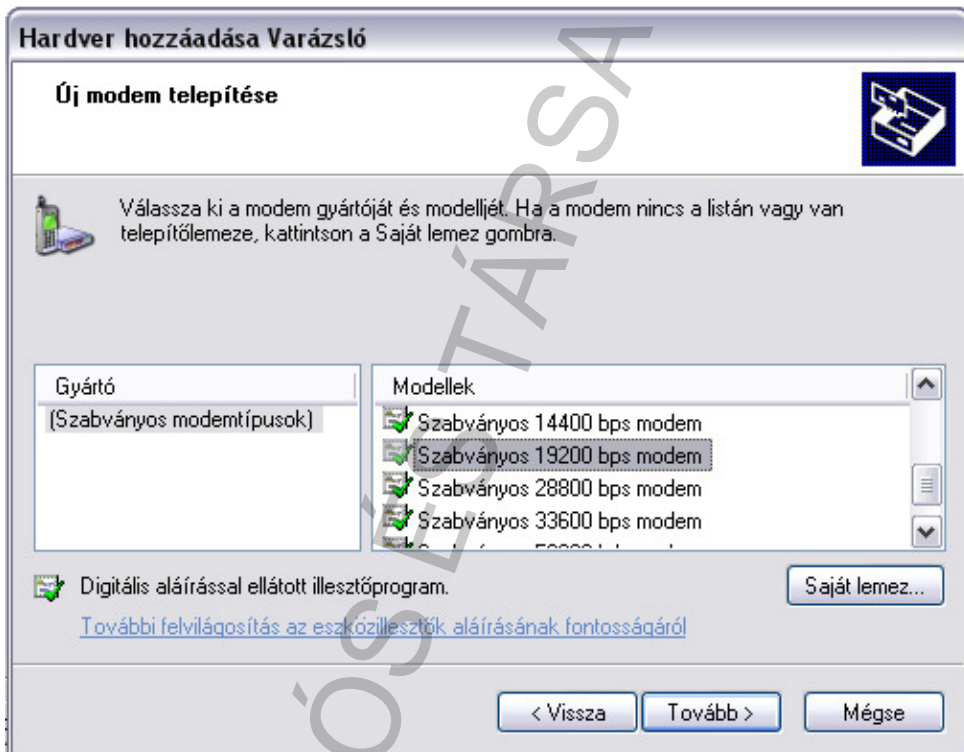 Hardver hozzáadása Varázsló
Új modem telepítése
Válassza ki a modem gyártóját és modelljét. Ha a modem nincs a listán vagy van
telepítőlemeze, kattintson a Saját lemez gombra.
Gyártó
(Szabványos modemtípusok)
Modellek
Szabványos 14400 bps modem
Szabványos 19200 bps modem
Szabványos 28800 bps modem
Szabványos 33600 bps modem
Digitális aláírással ellátott illesztőprogram.
Saját lemez...
További felvilágosítás az eszközillesztők aláírásának fontosságáról
< Vissza
Tovább >
Mégse
ÓS ÉS TÁRSA